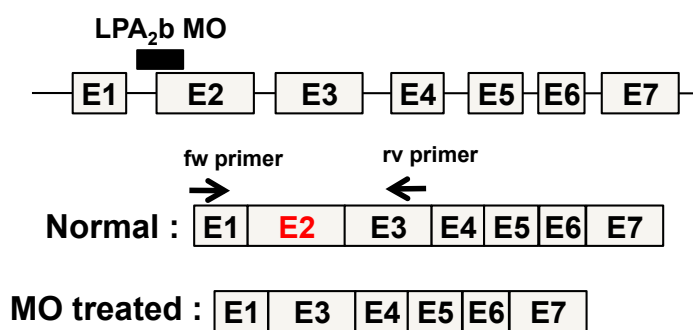 LPA₂b MO
E1 E2 E3 E4 E5 E6 E7
fw primer rv primer
Normal : E1 E2 E3 E4 E5 E6 E7
MO treated : E1 E3 E4 E5 E6 E7